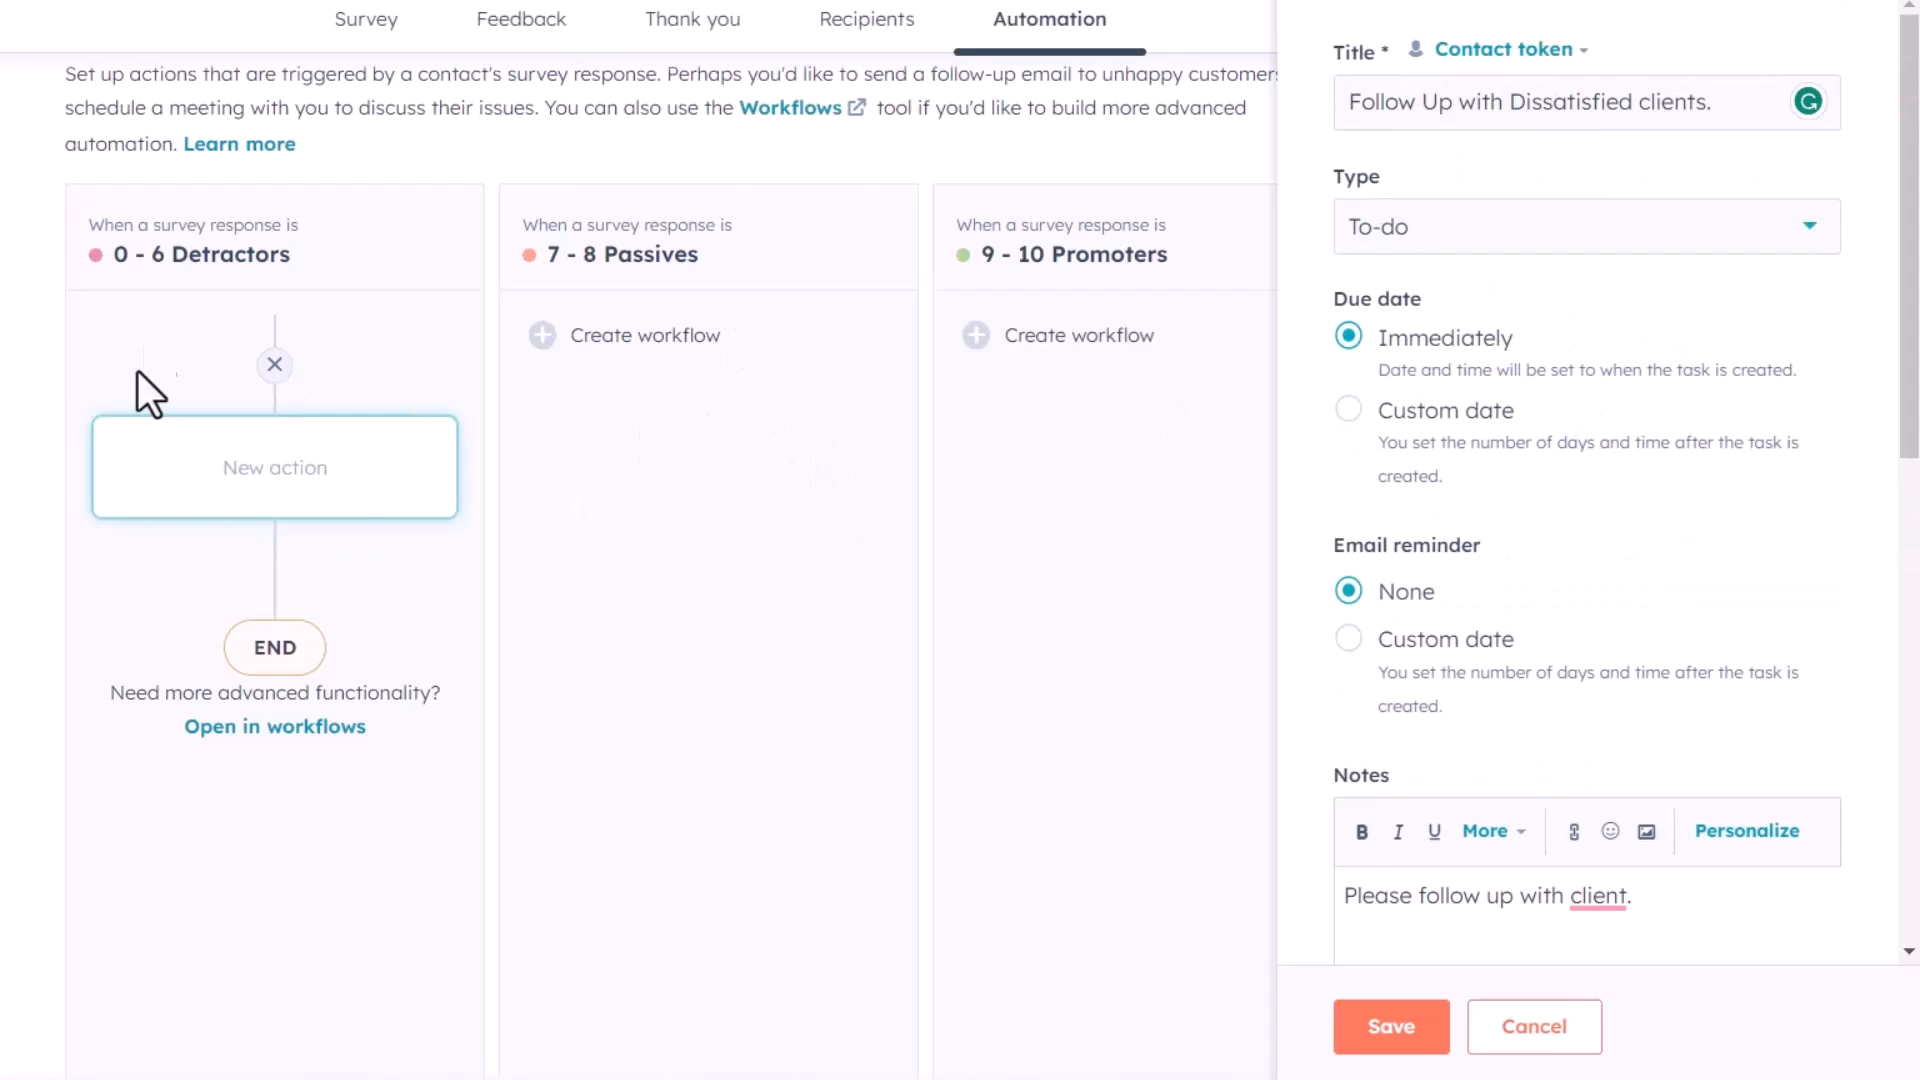 Survey
Feedback
Thank you
Recipients
Automation
Set up actions that are triggered by a contact's survey response. Perhaps you'd like to send a follow-up email to unhappy customers
schedule a meeting with you to discuss their issues. You can also use the Workflows tool if you'd like to build more advanced
automation. Learn more
When a survey response is
0 - 6 Detractors
New action
END
Need more advanced functionality?
Open in workflows
When a survey response is
7 - 8 Passives
Create workflow
When a survey response is
9 - 10 Promoters
Create workflow
Title * Contact token
Follow Up with Dissatisfied clients.
Type
To-do
Due date
Immediately
Date and time will be set to when the task is created.
Custom date
You set the number of days and time after the task is
created.
Email reminder
None
Custom date
You set the number of days and time after the task is
created.
Notes
B I U More Personalize
Please follow up with client.
Save
Cancel